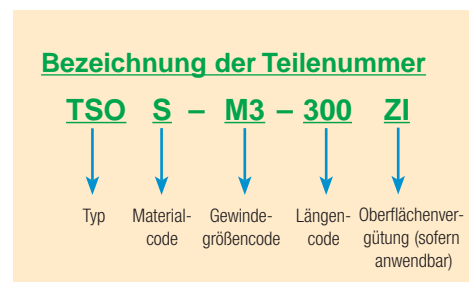 Bezeichnung der Teilenummer
TSO S – M3 – 300 ZI
Typ Material- Gewinde- Längen- Oberflächenver-
code größencode code gütung (sofern
anwendbar)